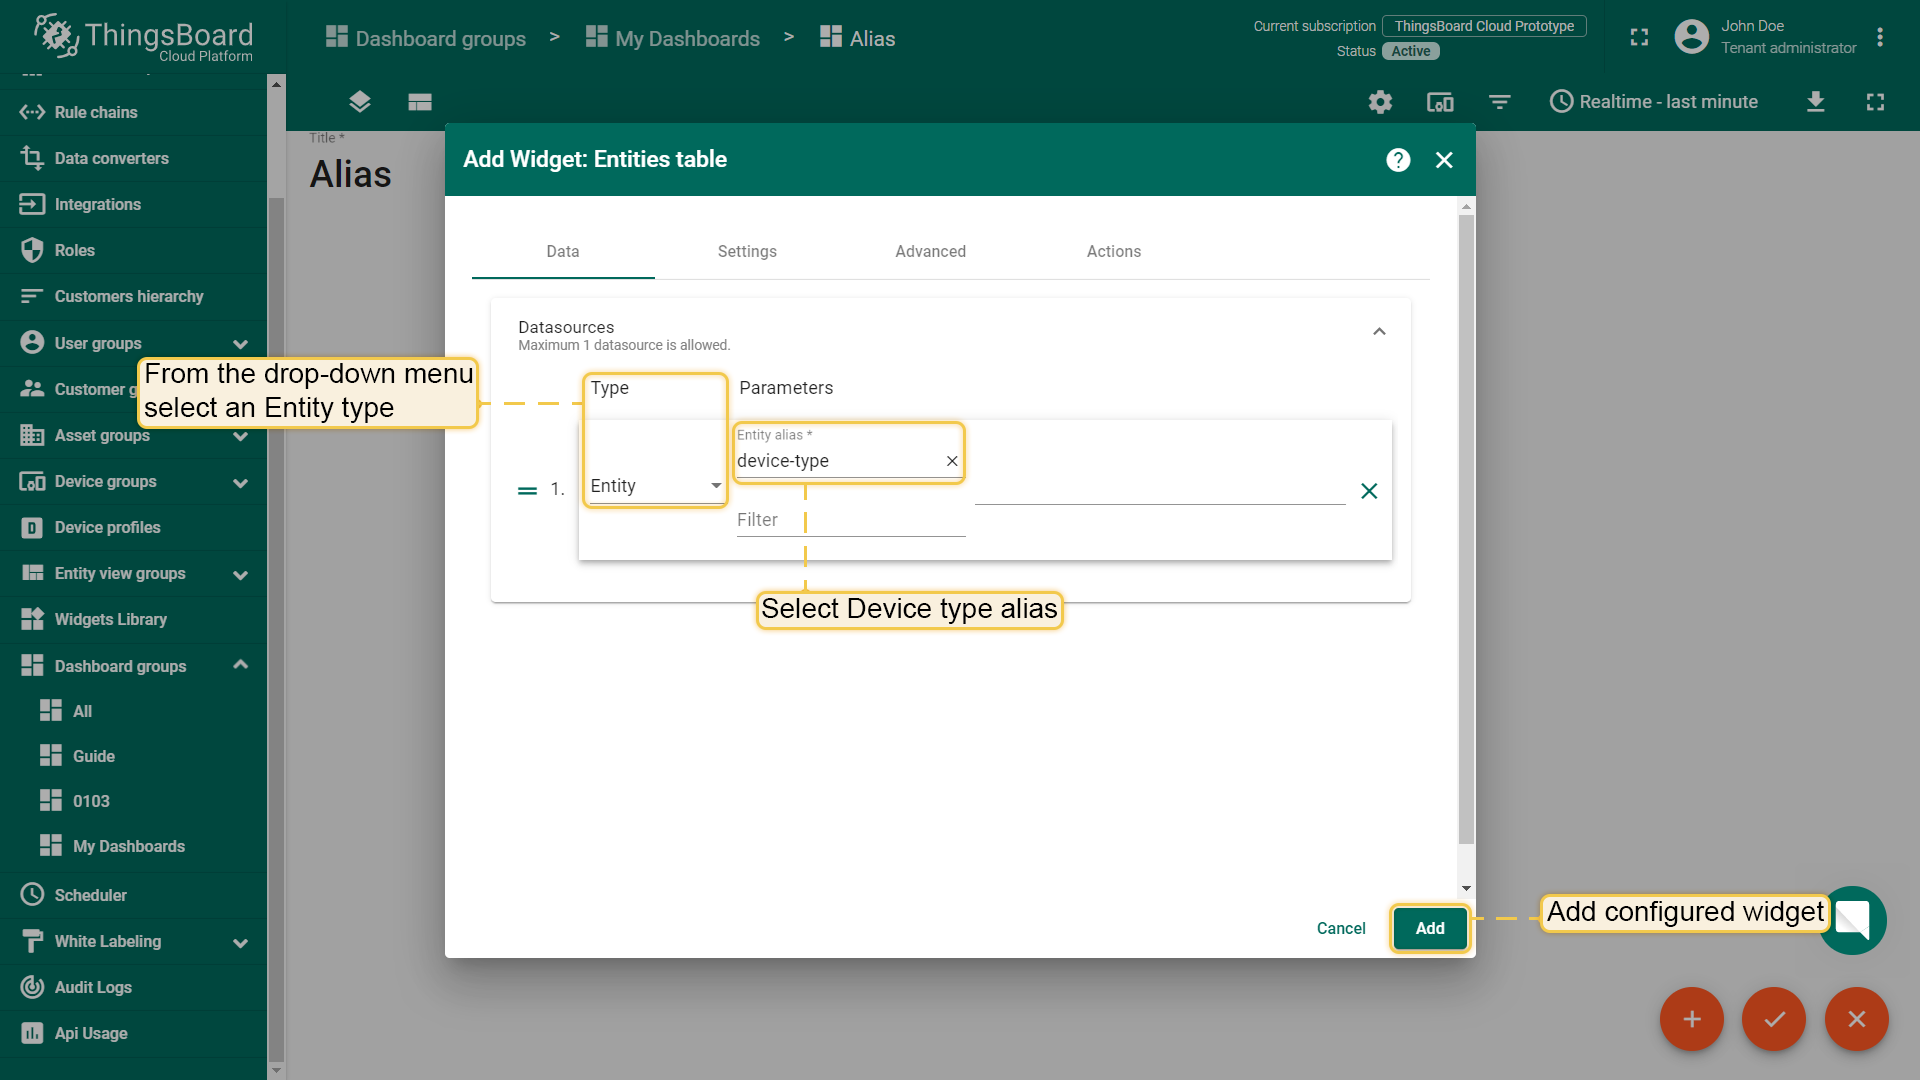 ThingsBoard
Cloud Platform
Dashboard groups > My Dashboards > Alias
Current subscription ThingsBoard Cloud Prototype
Status Active
John Doe
Tenant administrator
Realtime - last minute
Rule chains
Data converters
Integrations
Roles
Customers hierarchy
User groups
Customer g
Asset groups
Device groups
Device profiles
Entity view groups
Widgets Library
Dashboard groups
All
Guide
0103
My Dashboards
Scheduler
White Labeling
Audit Logs
Api Usage
Title *
Alias
Add Widget: Entities table
?
Data
Settings
Advanced
Actions
Datasources
Maximum 1 datasource is allowed.
From the drop-down menu
select an Entity type
Type
Parameters
1.
Entity
Entity alias *
device-type
Filter
Select Device type alias
Cancel
Add
Add configured widget